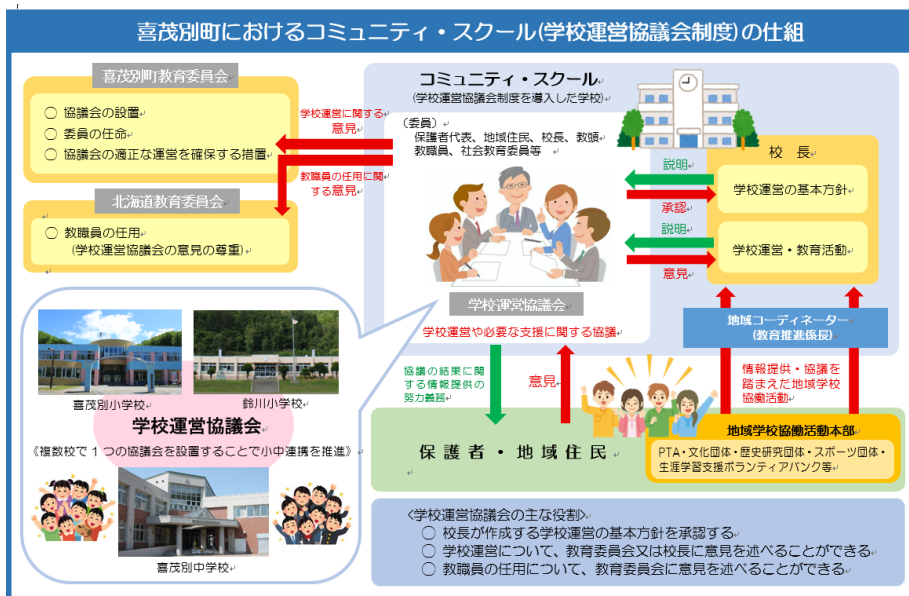 喜茂別町におけるコミュニティ・スクール(学校運営協議会制度)の仕組
喜茂別町教育委員会
○ 協議会の設置
○ 委員の任命
○ 協議会の適正な運営を確保する措置
北海道教育委員会
○ 教職員の任用
(学校運営協議会の意見の尊重)
学校運営に関する
意見
教職員の任用に関
する意見
コミュニティ・スクール
(学校運営協議会制度を導入した学校)
(委員)
保護者代表、地域住民、校長、教頭
教職員、社会教育委員等
学校運営協議会
学校運営や必要な支援に関する協議
説明
承認
説明
意見
校 長
学校運営の基本方針
学校運営・教育活動
地域コーディネーター
(教育推進係長)
協議の結果に関
する情報提供の
努力義務
意見
情報提供・協議を
踏まえた地域学校
協働活動
保護者・地域住民
地域学校協働活動本部
PTA・文化団体・歴史研究団体・スポーツ団体・
生涯学習支援ボランティアバンク等
喜茂別小学校
鈴川小学校
学校運営協議会
《複数校で1つの協議会を設置することで小中連携を推進》
喜茂別中学校
<学校運営協議会の主な役割>
○ 校長が作成する学校運営の基本方針を承認する
○ 学校運営について、教育委員会又は校長に意見を述べることができる
○ 教職員の任用について、教育委員会に意見を述べることができる